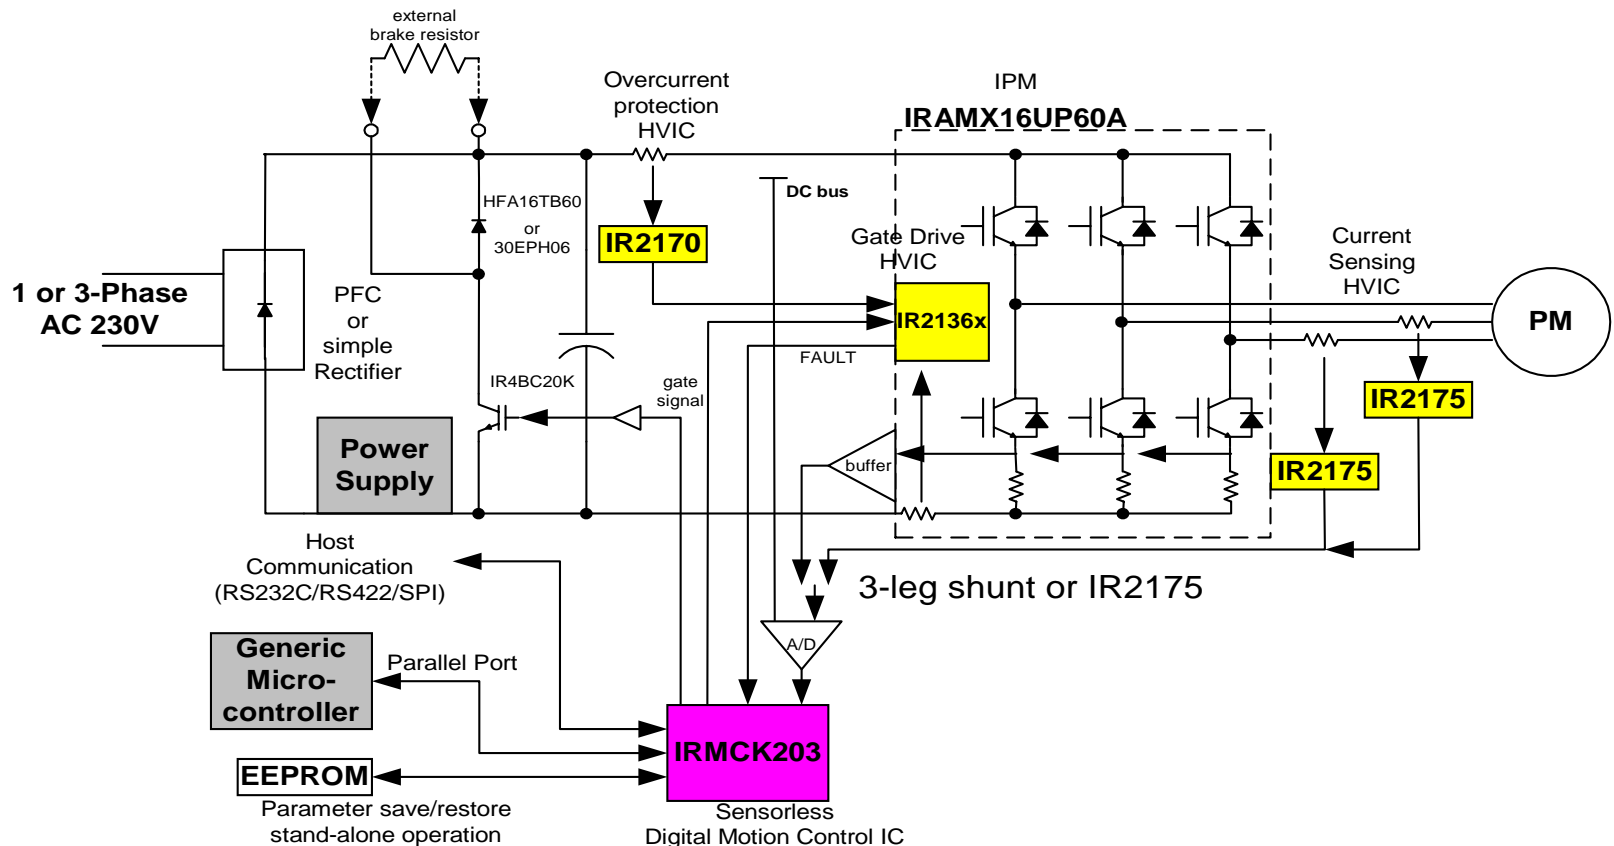 external
brake resistor
Overcurrent
protection
HVIC
IPM
IRAMX16UP60A
HFA16TB60
or
30EPH06
DC bus
IR2170
Gate Drive
HVIC
Current
Sensing
HVIC
1 or 3-Phase
AC 230V
PFC
or
simple
Rectifier
IR2136x
PM
FAULT
IR4BC20K
gate
signal
IR2175
Power
Supply
buffer
IR2175
Host
Communication
(RS232C/RS422/SPI)
3-leg shunt or IR2175
A/D
Generic
Micro-
controller
Parallel Port
IRMCK203
EEPROM
Parameter save/restore
stand-alone operation
Sensorless
Digital Motion Control IC